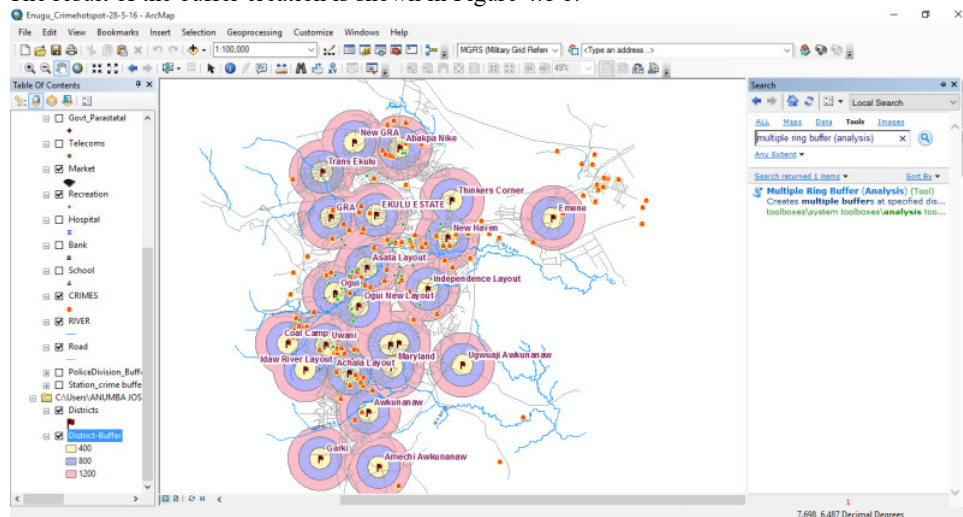 Enugu_Crimehotspot-28-5-16 - ArcMap
File Edit View Bookmarks Insert Selection Geoprocessing Customize Windows Help
1:100,000
MGRS (Military Grid Refere
<Type an address...>
49%
Table Of Contents
Govt_Parastatal
Telecoms
Market
Recreation
Hospital
Bank
School
CRIMES
RIVER
Road
PoliceDivision_Buff
Station_crime buffe
C:\Users\ANUMBA JOS
Districts
District-Buffer
400
800
1200
New GRA
Abakpa Nike
Trans Ekulu
Thinkers Corner
GRA
EKULU ESTATE
Emene
New Haven
Asata Layout
Independence Layout
Ogui
Ogui New Layout
Coal Camp
Uwani
Idaw River Layout
Achala Layout
Maryland
Ugwuaji Awkunanaw
Awkunanaw
Garki
Amechi Awkunanaw
Search
Local Search
ALL Maps Data Tools Images
multiple ring buffer (analysis)
Any Extent
Search returned 1 items
Sort By
Multiple Ring Buffer (Analysis) (Tool)
Creates multiple buffers at specified dis...
toolboxes\system toolboxes\analysis too...
1
7.698 6.487 Decimal Degrees